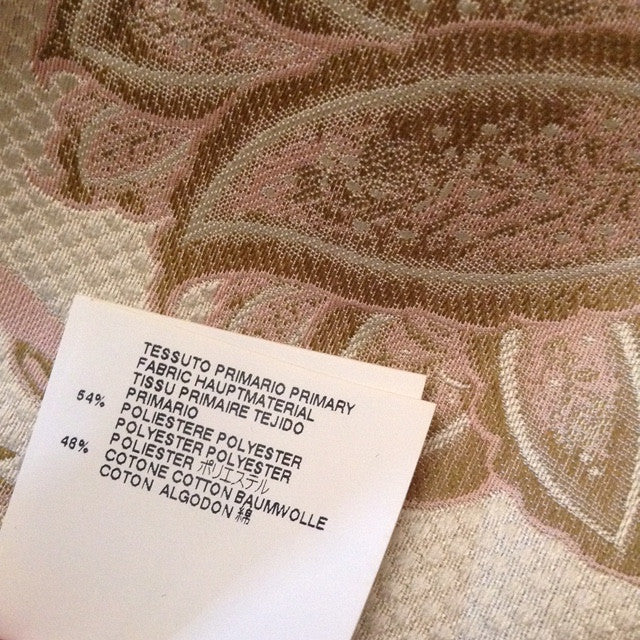 TESSUTO PRIMARIO PRIMARY
FABRIC HAUPTMATERIAL
TISSU PRIMAIRE TEJIDO
PRIMARIO
54% POLIESTERE POLYESTER
POLYESTER POLYESTER
POLIESTER ポリエステル
46% COTONE COTTON BAUMWOLLE
COTON ALGODON 綿